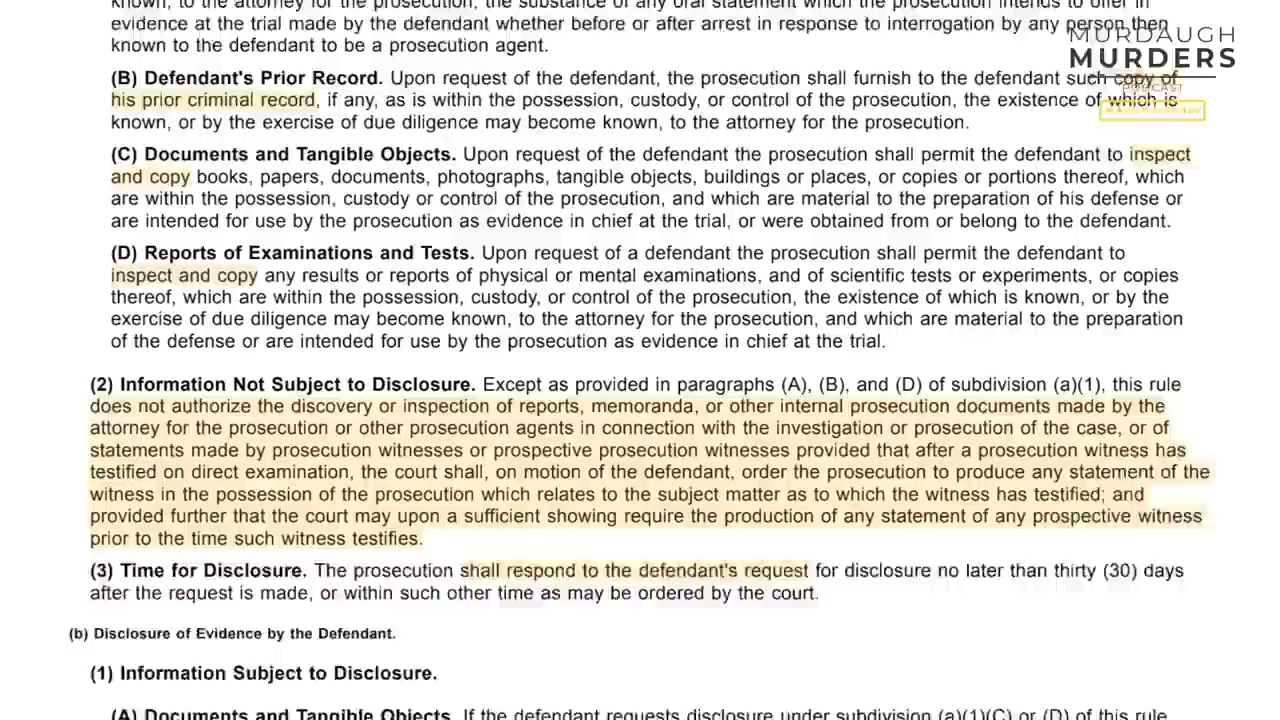 known, to the attorney for the prosecution; the substance of any oral statement which the prosecution intends to offer in
evidence at the trial made by the defendant whether before or after arrest in response to interrogation by any person then
known to the defendant to be a prosecution agent.
MURDAUGH
MURDERS
PODCAST
(B) Defendant's Prior Record. Upon request of the defendant, the prosecution shall furnish to the defendant such copy of
his prior criminal record, if any, as is within the possession, custody, or control of the prosecution, the existence of which is
known, or by the exercise of due diligence may become known, to the attorney for the prosecution.
(C) Documents and Tangible Objects. Upon request of the defendant the prosecution shall permit the defendant to inspect
and copy books, papers, documents, photographs, tangible objects, buildings or places, or copies or portions thereof, which
are within the possession, custody or control of the prosecution, and which are material to the preparation of his defense or
are intended for use by the prosecution as evidence in chief at the trial, or were obtained from or belong to the defendant.
(D) Reports of Examinations and Tests. Upon request of a defendant the prosecution shall permit the defendant to
inspect and copy any results or reports of physical or mental examinations, and of scientific tests or experiments, or copies
thereof, which are within the possession, custody, or control of the prosecution, the existence of which is known, or by the
exercise of due diligence may become known, to the attorney for the prosecution, and which are material to the preparation
of the defense or are intended for use by the prosecution as evidence in chief at the trial.
(2) Information Not Subject to Disclosure. Except as provided in paragraphs (A), (B), and (D) of subdivision (a)(1), this rule
does not authorize the discovery or inspection of reports, memoranda, or other internal prosecution documents made by the
attorney for the prosecution or other prosecution agents in connection with the investigation or prosecution of the case, or of
statements made by prosecution witnesses or prospective prosecution witnesses provided that after a prosecution witness has
testified on direct examination, the court shall, on motion of the defendant, order the prosecution to produce any statement of the
witness in the possession of the prosecution which relates to the subject matter as to which the witness has testified; and
provided further that the court may upon a sufficient showing require the production of any statement of any prospective witness
prior to the time such witness testifies.
(3) Time for Disclosure. The prosecution shall respond to the defendant's request for disclosure no later than thirty (30) days
after the request is made, or within such other time as may be ordered by the court.
(b) Disclosure of Evidence by the Defendant.
(1) Information Subject to Disclosure.
(A) Documents and Tangible Objects. If the defendant requests disclosure under subdivision (a)(1)(C) or (D) of this rule,